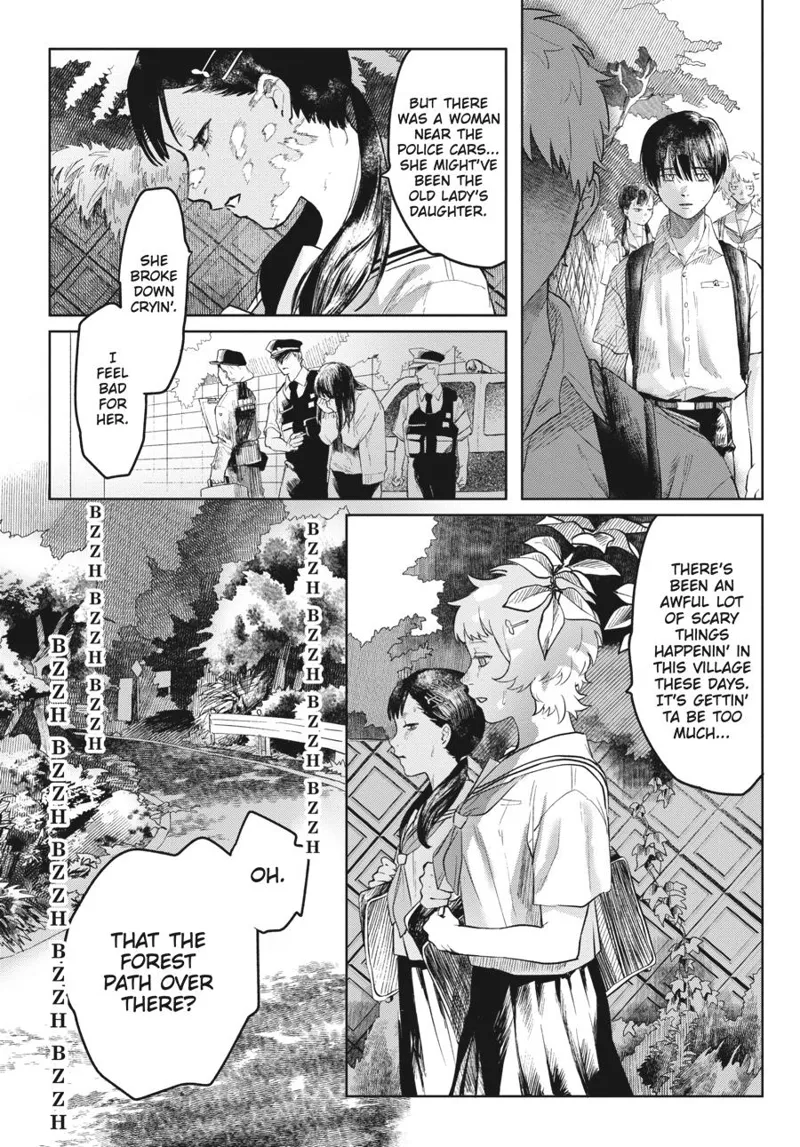 BUT THERE
WAS A WOMAN
NEAR THE
POLICE CARS...
SHE MIGHT'VE
BEEN THE
OLD LADY'S
DAUGHTER.
SHE
BROKE
DOWN
CRYIN'.
I
FEEL
BAD
FOR
HER.
THERE'S
BEEN AN
AWFUL LOT
OF SCARY
THINGS
HAPPENIN' IN
THIS VILLAGE
THESE DAYS.
IT'S GETTIN'
TA BE TOO
MUCH...
BZZH BZZH BZZH BZZH
BZZH BZZH BZZH
BZZH BZZH BZZH BZZH BZZH
OH.
THAT THE
FOREST
PATH OVER
THERE?